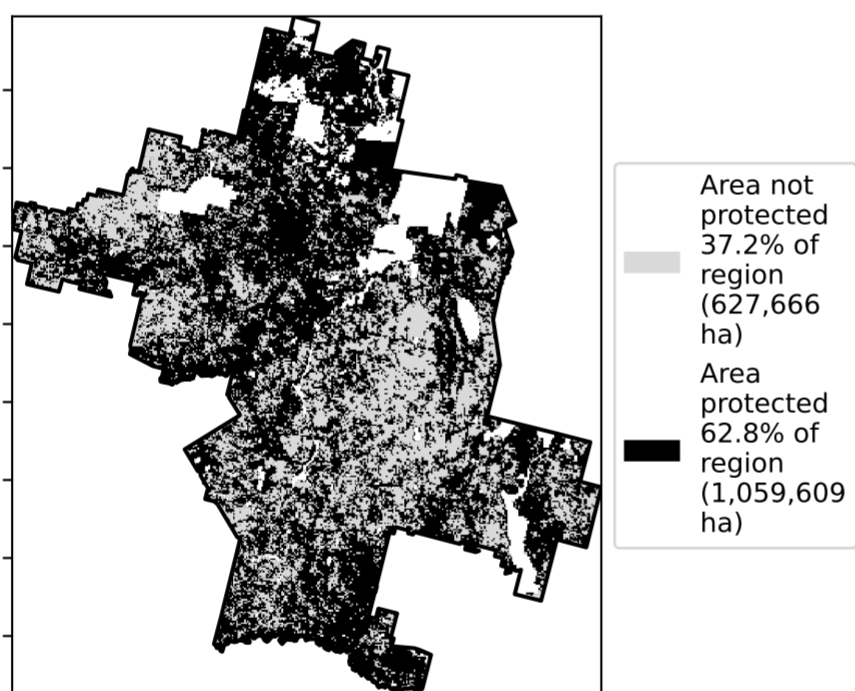 Area not
protected
37.2% of
region
(627,666
ha)
Area
protected
62.8% of
region
(1,059,609
ha)